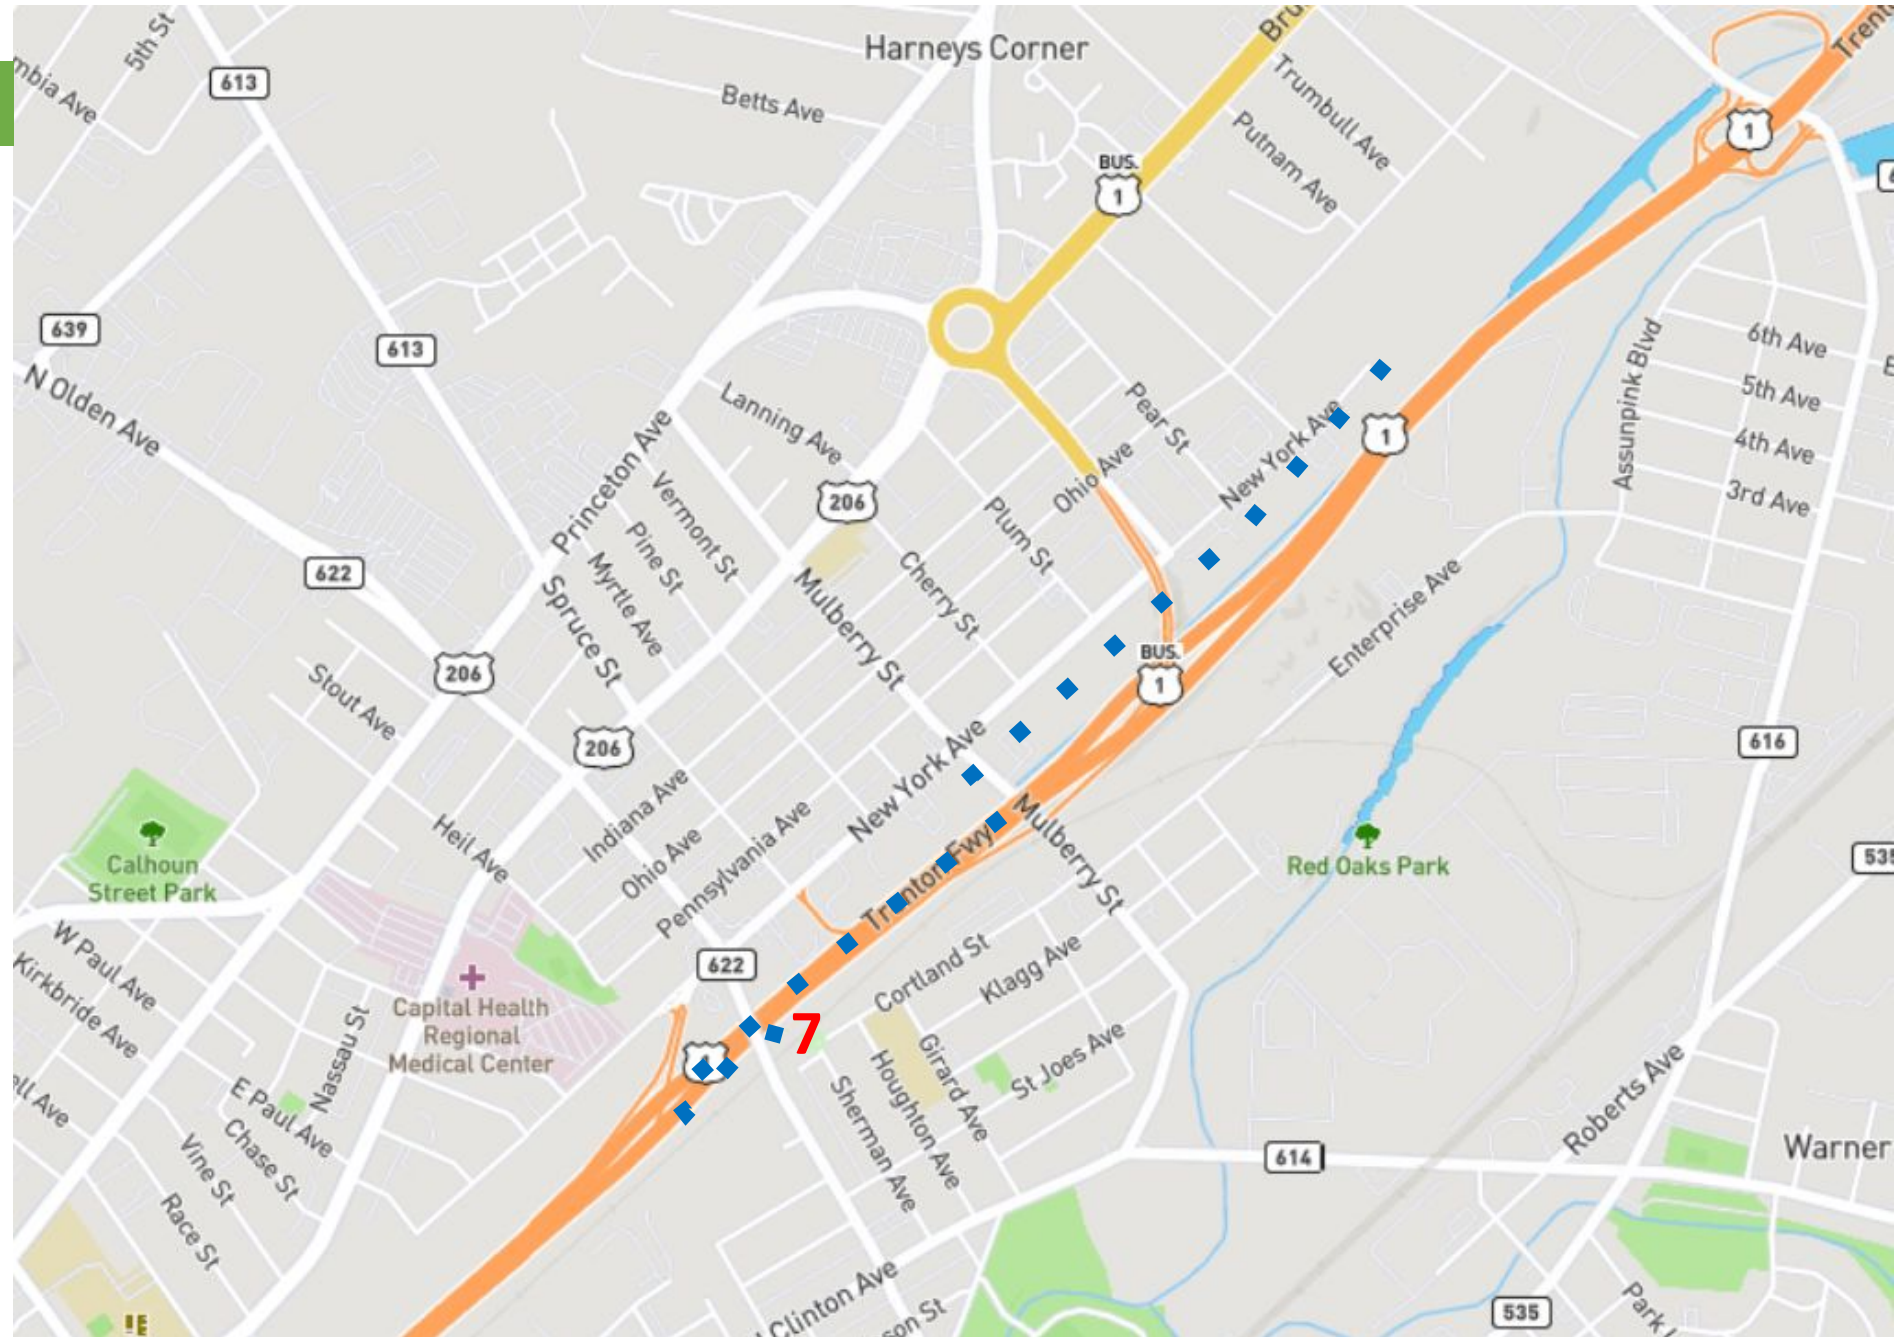 5th St
613
Harneys Corner
Betts Ave
BUS.
1
Trumbull Ave
Putnam Ave
1
639
613
N Olden Ave
Princeton Ave
Lanning Ave
206
Pear St
Ohio Ave
New York Ave
1
Assunpink Blvd
6th Ave
5th Ave
4th Ave
3rd Ave
622
Vermont St
Pine St
Myrtle Ave
Spruce St
Plum St
Cherry St
Mulberry St
Enterprise Ave
206
Stout Ave
206
BUS.
1
616
New York Ave
Indiana Ave
Ohio Ave
Pennsylvania Ave
Heil Ave
Calhoun
Street Park
Trenton Fwy
Mulberry St
Red Oaks Park
535
W Paul Ave
Kirkbride Ave
Nassau St
Capital Health
Regional
Medical Center
622
7
Cortland St
Klagg Ave
Girard Ave
St Joes Ave
Houghton Ave
Sherman Ave
E Paul Ave
Chase St
Vine St
Race St
614
Roberts Ave
Warner
Clinton Ave
535
Park